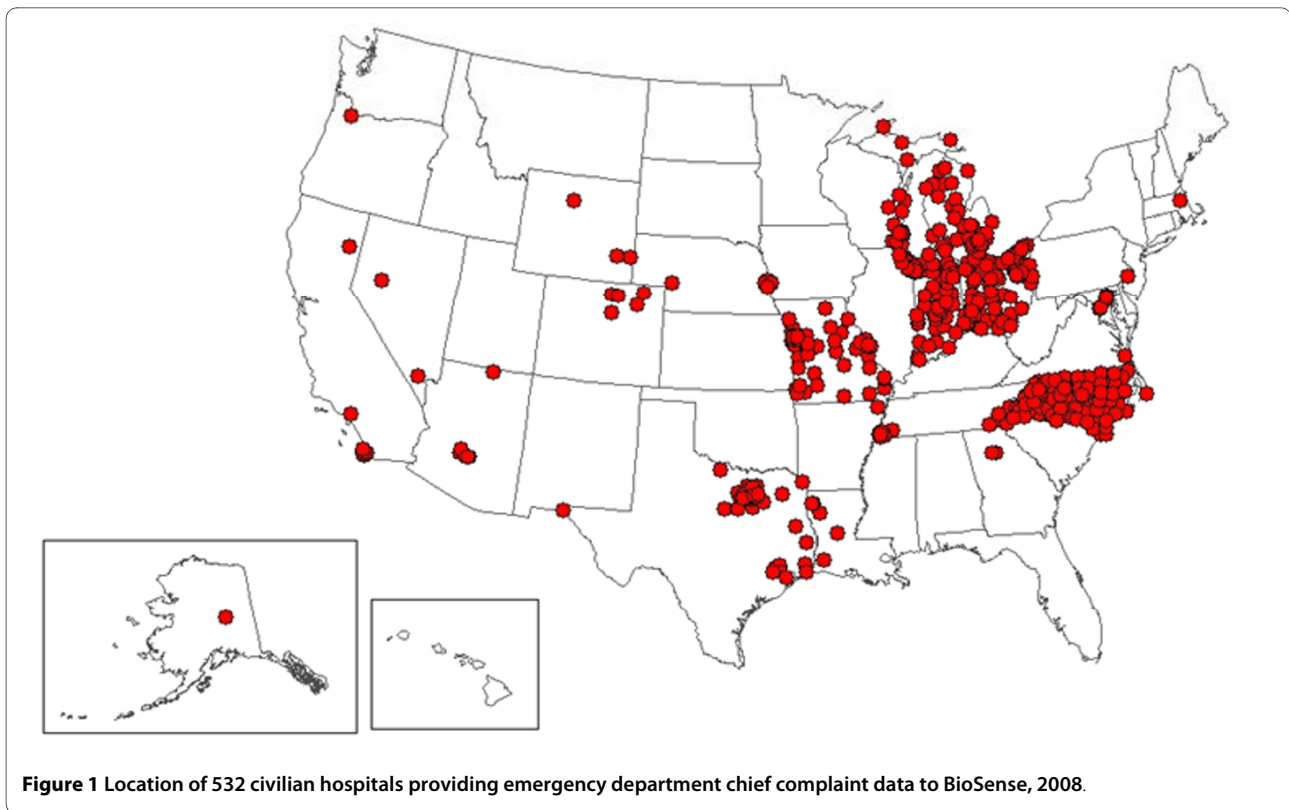 Figure 1 Location of 532 civilian hospitals providing emergency department chief complaint data to BioSense, 2008.